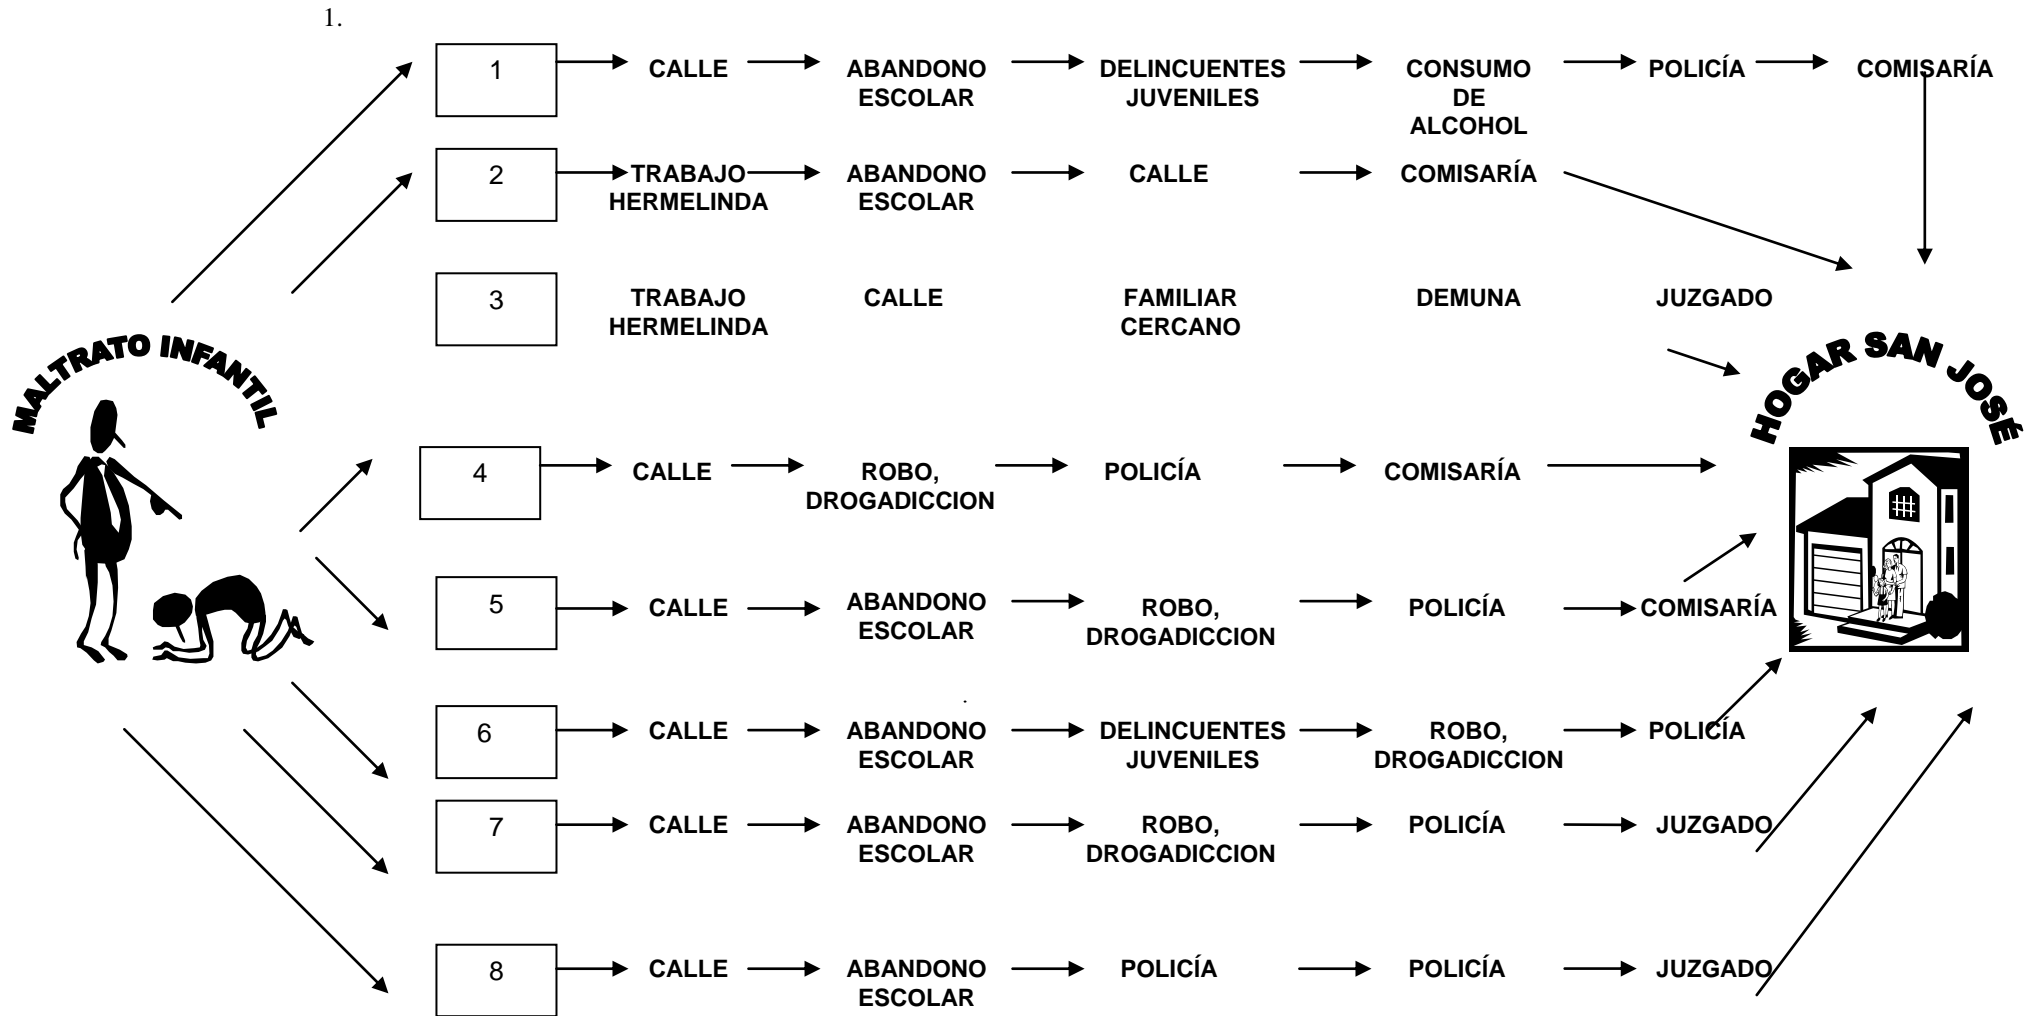 1.
1 CALLE ABANDONO DELINCUENTES CONSUMO POLICÍA COMISARÍA
ESCOLAR JUVENILES DE
ALCOHOL
2 TRABAJO ABANDONO CALLE COMISARÍA
HERMELINDA ESCOLAR
3 TRABAJO CALLE FAMILIAR DEMUNA JUZGADO
HERMELINDA CERCANO
MALTRATO INFANTIL
HOGAR SAN JOSÉ
4 CALLE ROBO, POLICÍA COMISARÍA
DROGADICCION
5 CALLE ABANDONO ROBO, POLICÍA COMISARÍA
ESCOLAR DROGADICCION
.
6 CALLE ABANDONO DELINCUENTES ROBO, POLICÍA
ESCOLAR JUVENILES DROGADICCION
7 CALLE ABANDONO ROBO, POLICÍA JUZGADO
ESCOLAR DROGADICCION
8 CALLE ABANDONO POLICÍA POLICÍA JUZGADO
ESCOLAR